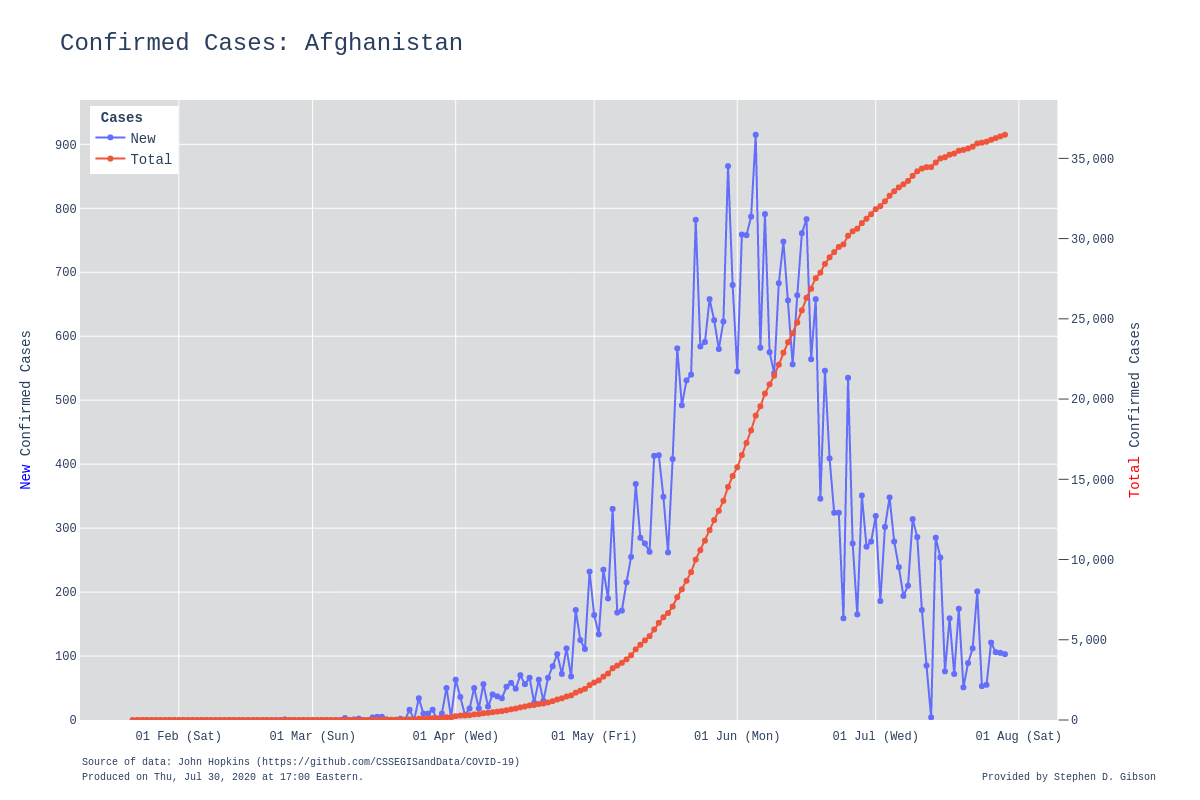 Confirmed Cases: Afghanistan
Cases
New
Total
900
800
700
600
500
400
300
200
100
0
New Confirmed Cases
35,000
30,000
25,000
20,000
15,000
10,000
5,000
0
Total Confirmed Cases
01 Feb (Sat)
01 Mar (Sun)
01 Apr (Wed)
01 May (Fri)
01 Jun (Mon)
01 Jul (Wed)
01 Aug (Sat)
Source of data: John Hopkins (https://github.com/CSSEGISandData/COVID-19)
Produced on Thu, Jul 30, 2020 at 17:00 Eastern.
Provided by Stephen D. Gibson